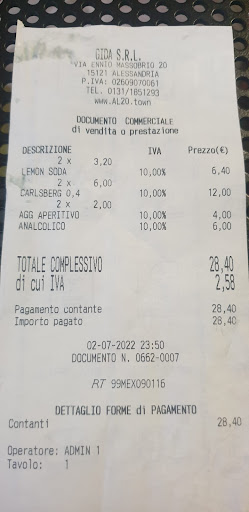 GIDA S.R.L.
VIA ENNIO MASSOBRIO 20
15121 ALESSANDRIA
P.IVA: 02609070061
TEL. 0131/1851293
www.AL20.town
DOCUMENTO COMMERCIALE
di vendita o prestazione
DESCRIZIONE IVA Prezzo(€)
2 x 3,20
LEMON SODA 10,00% 6,40
2 x 6,00
CARLSBERG 0,4 10,00% 12,00
2 x 2,00
AGG APERITIVO 10,00% 4,00
ANALCOLICO 10,00% 6,00
TOTALE COMPLESSIVO 28,40
di cui IVA 2,58
Pagamento contante 28,40
Importo pagato 28,40
02-07-2022 23:50
DOCUMENTO N. 0662-0007
RT 99MEX090116
DETTAGLIO FORME di PAGAMENTO
Contanti 28,40
Operatore: ADMIN 1
Tavolo: 1